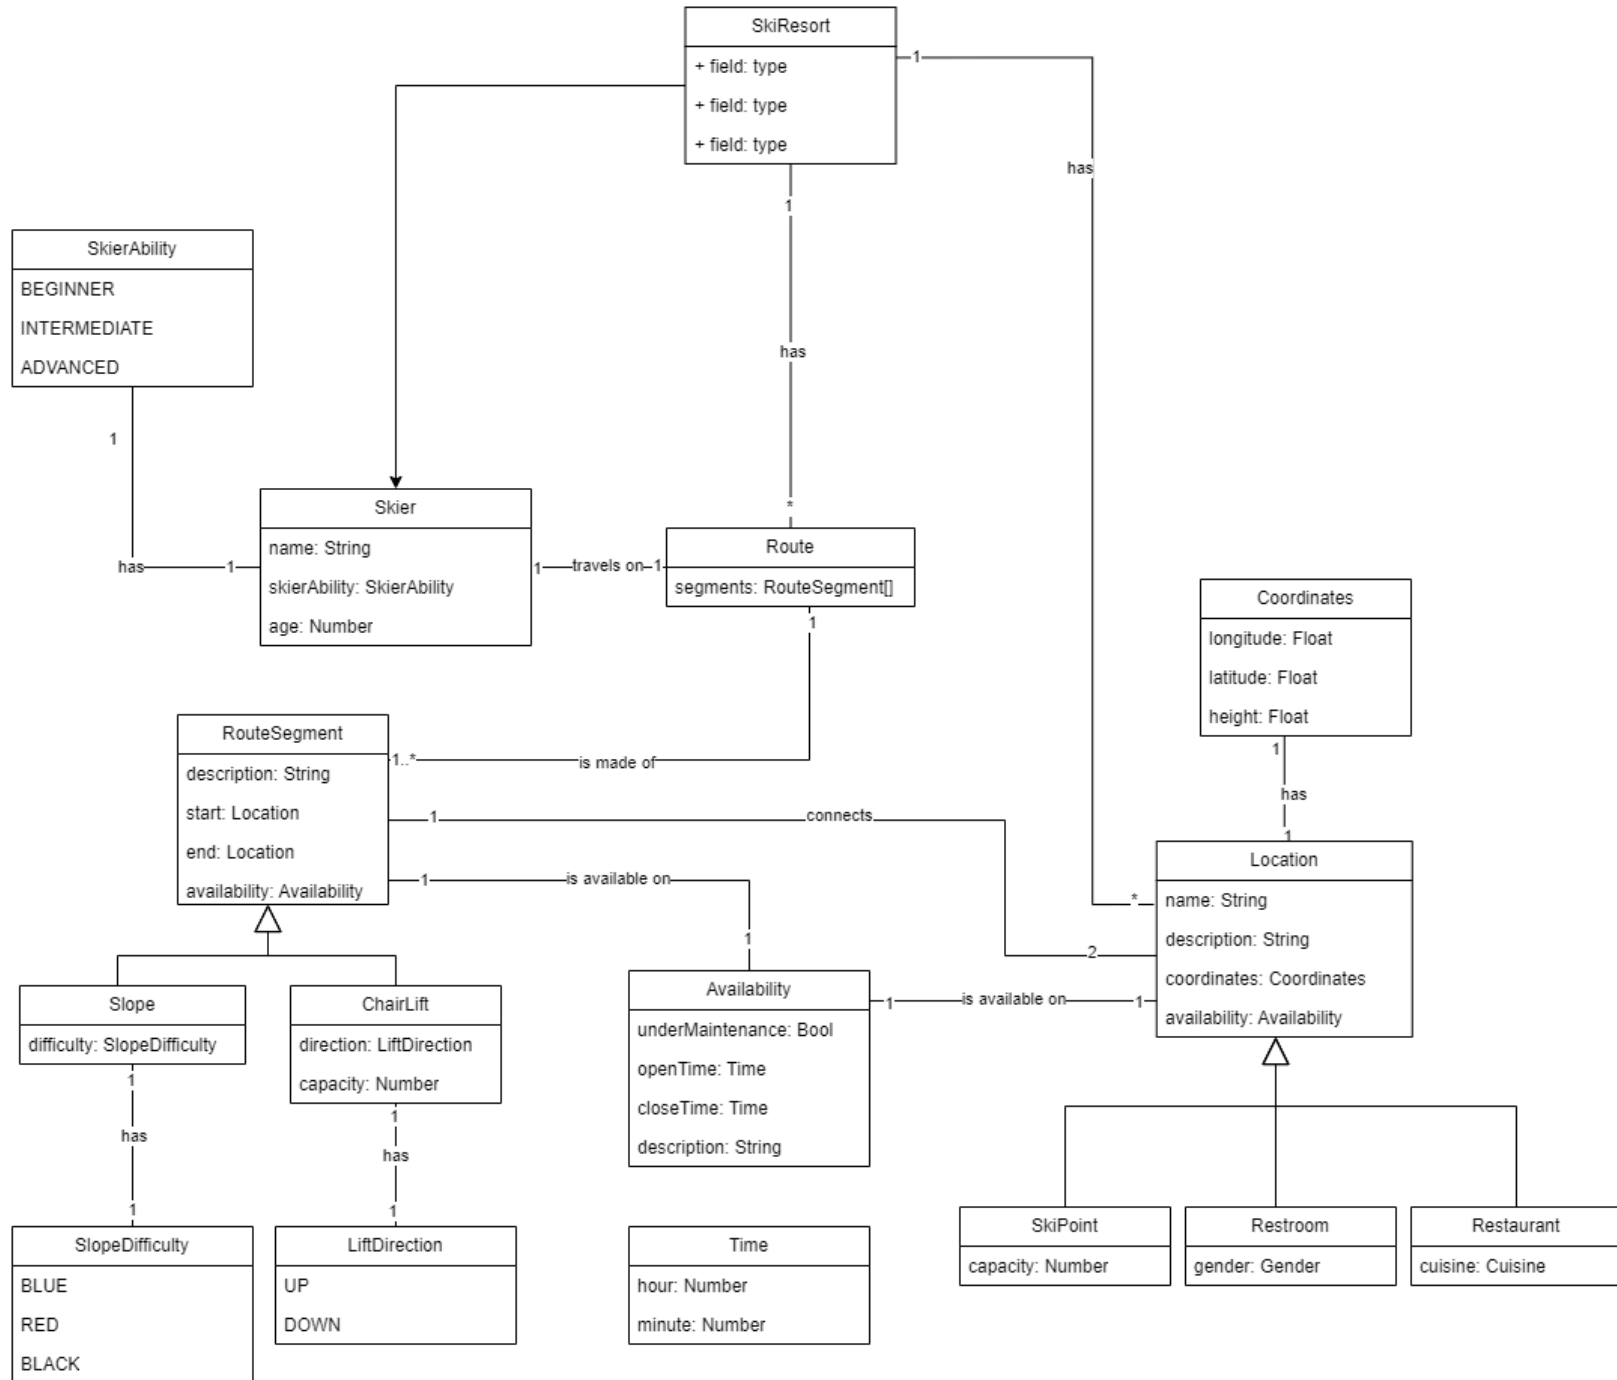 SkiResort
+ field: type
+ field: type
+ field: type
1
has
1
has
*
SkierAbility
BEGINNER
INTERMEDIATE
ADVANCED
1
has
1
Skier
name: String
skierAbility: SkierAbility
age: Number
1
travels on
1
Route
segments: RouteSegment[]
1
Coordinates
longitude: Float
latitude: Float
height: Float
1
has
1
RouteSegment
description: String
start: Location
end: Location
availability: Availability
1..*
is made of
1
connects
2
1
is available on
1
*
Location
name: String
description: String
coordinates: Coordinates
availability: Availability
Availability
underMaintenance: Bool
openTime: Time
closeTime: Time
description: String
1
is available on
1
Slope
difficulty: SlopeDifficulty
1
has
1
ChairLift
direction: LiftDirection
capacity: Number
1
has
1
SlopeDifficulty
BLUE
RED
BLACK
LiftDirection
UP
DOWN
Time
hour: Number
minute: Number
SkiPoint
capacity: Number
Restroom
gender: Gender
Restaurant
cuisine: Cuisine